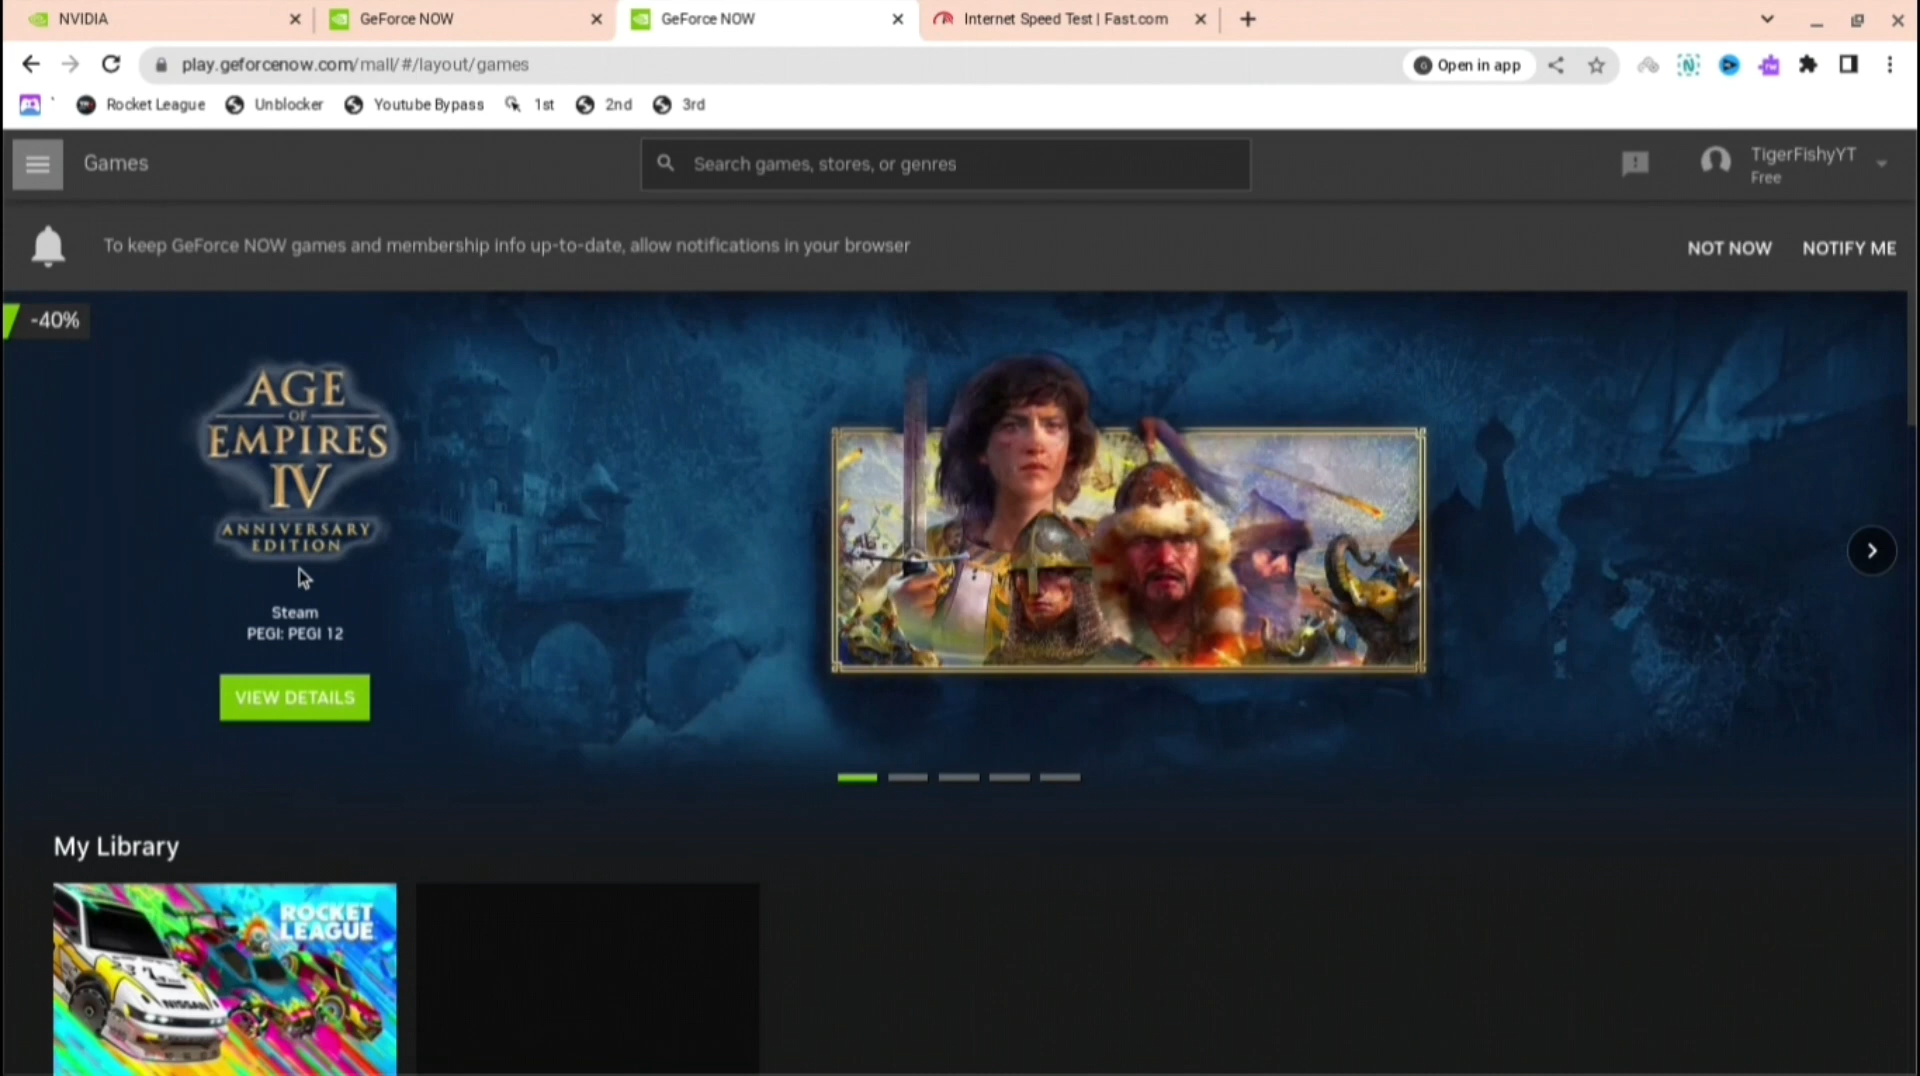 NVIDIA
GeForce NOW
GeForce NOW
Internet Speed Test | Fast.com
play.geforcenow.com/mall/#/layout/games
Open in app
Rocket League
Unblocker
Youtube Bypass
1st
2nd
3rd
Games
Search games, stores, or genres
TigerFishyYT
Free
To keep GeForce NOW games and membership info up-to-date, allow notifications in your browser
NOT NOW
NOTIFY ME
-40%
AGE
OF
EMPIRES
IV
ANNIVERSARY
EDITION
Steam
PEGI: PEGI 12
VIEW DETAILS
My Library
ROCKET
LEAGUE
NISSAN